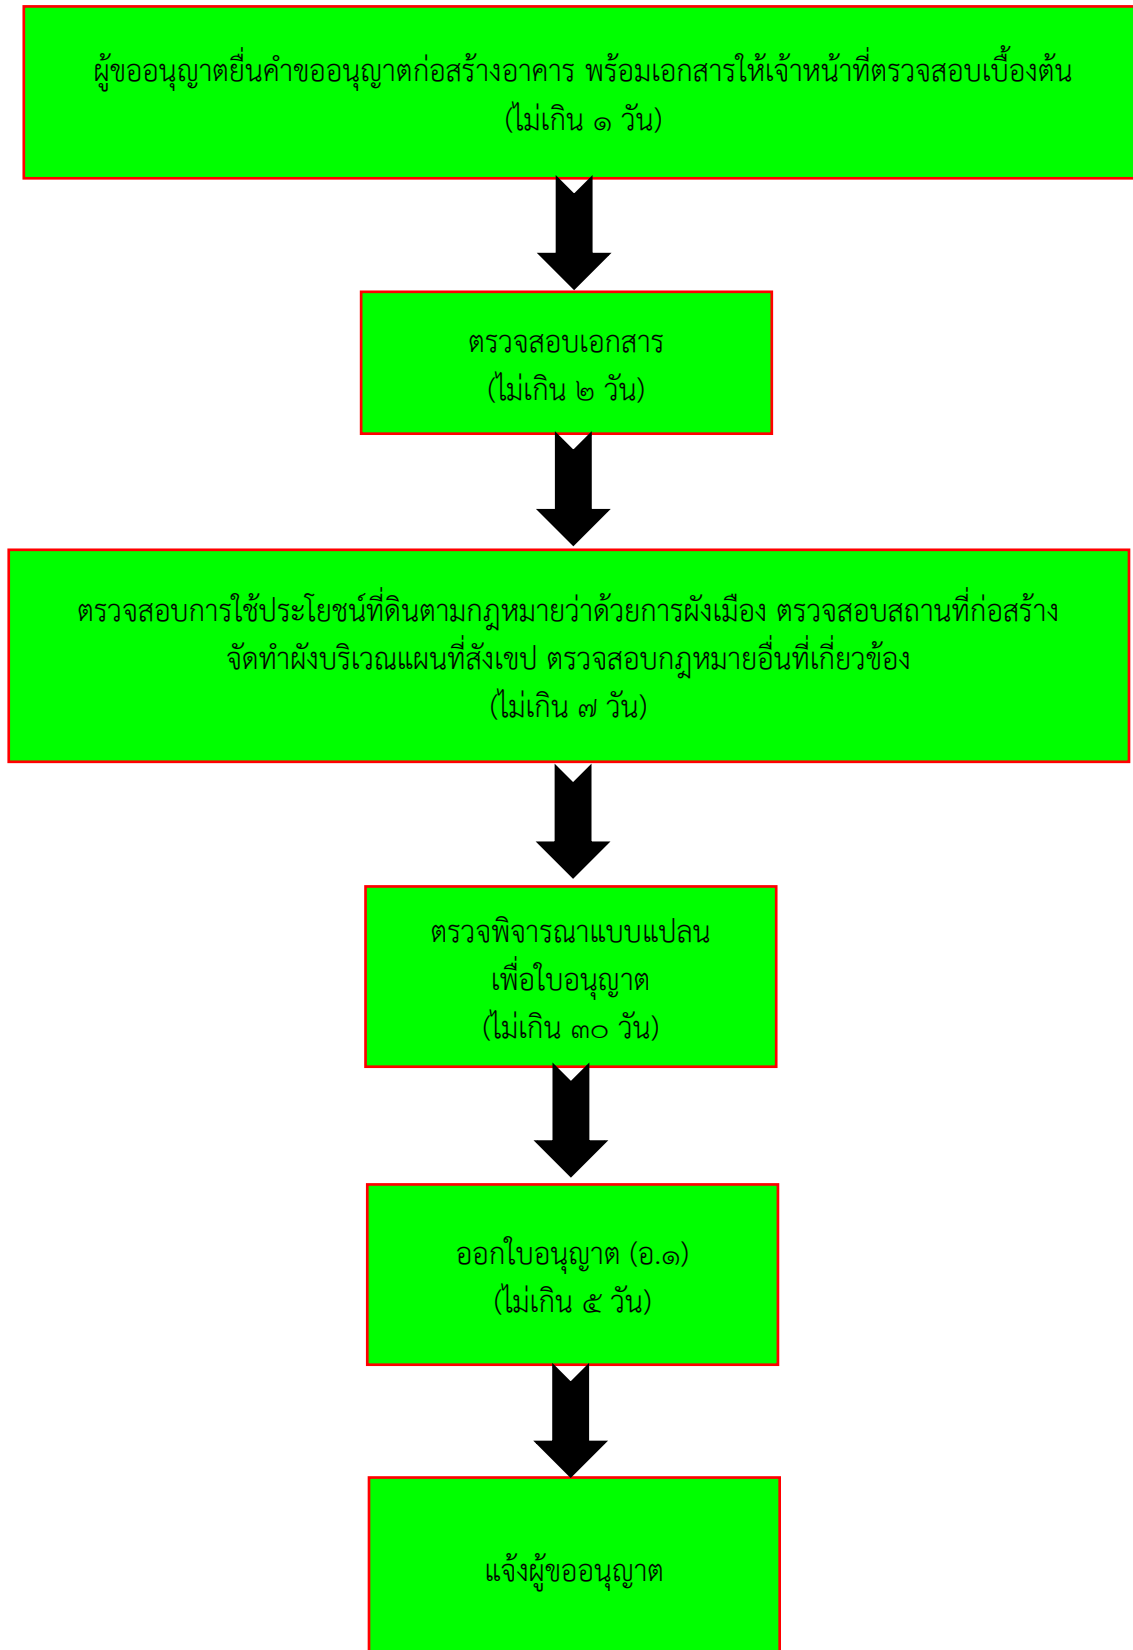 ผู้ขออนุญาตยื่นคำขออนุญาตก่อสร้างอาคาร พร้อมเอกสารให้เจ้าหน้าที่ตรวจสอบเบื้องต้น
(ไม่เกิน ๑ วัน)
ตรวจสอบเอกสาร
(ไม่เกิน ๒ วัน)
ตรวจสอบการใช้ประโยชน์ที่ดินตามกฎหมายว่าด้วยการผังเมือง ตรวจสอบสถานที่ก่อสร้าง
จัดทำผังบริเวณแผนที่สังเขป ตรวจสอบกฎหมายอื่นที่เกี่ยวข้อง
(ไม่เกิน ๗ วัน)
ตรวจพิจารณาแบบแปลน
เพื่อใบอนุญาต
(ไม่เกิน ๓๐ วัน)
ออกใบอนุญาต (อ.๑)
(ไม่เกิน ๕ วัน)
แจ้งผู้ขออนุญาต